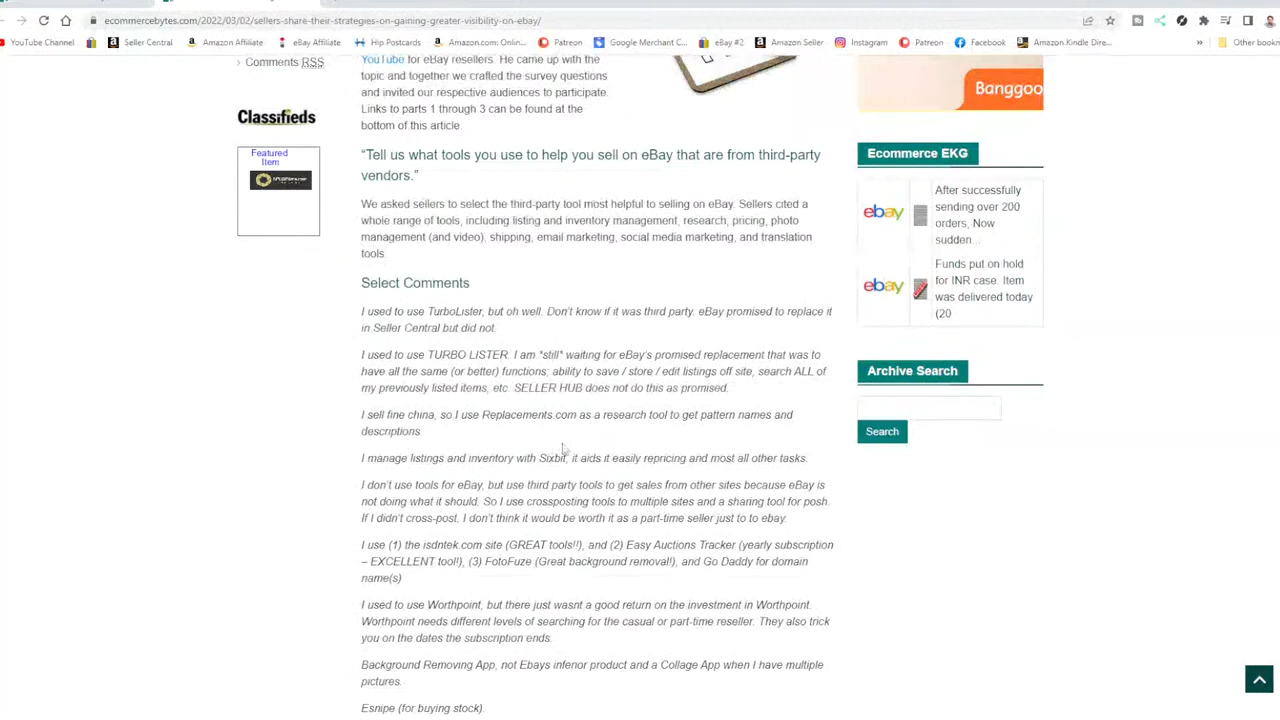 ecommercebytes.com/2022/03/02/sellers-share-their-strategies-on-gaining-greater-visibility-on-ebay/
YouTube Channel
Seller Central
Amazon Affiliate
eBay Affiliate
Hip Postcards
Amazon.com: Onli...
Patreon
Google Merchant C...
eBay #2
Amazon Seller
Instagram
Patreon
Facebook
Amazon Kindle Dire...
»
Other book
› Comments RSS
Classifieds
Featured
Item
YouTube for eBay resellers. He came up with the
topic and together we crafted the survey questions
and invited our respective audiences to participate.
Links to parts 1 through 3 can be found at the
bottom of this article.
“Tell us what tools you use to help you sell on eBay that are from third-party
vendors.”
We asked sellers to select the third-party tool most helpful to selling on eBay. Sellers cited a
whole range of tools, including listing and inventory management, research, pricing, photo
management (and video), shipping, email marketing, social media marketing, and translation
tools.
Select Comments
I used to use TurboLister, but oh well. Don't know if it was third party. eBay promised to replace it
in Seller Central but did not.
I used to use TURBO LISTER. I am *still* waiting for eBay's promised replacement that was to
have all the same (or better) functions; ability to save / store / edit listings off site, search ALL of
my previously listed items, etc. SELLER HUB does not do this as promised.
I sell fine china, so I use Replacements.com as a research tool to get pattern names and
descriptions.
I manage listings and inventory with Sixbit, it aids it easily repricing and most all other tasks.
I don't use tools for eBay, but use third party tools to get sales from other sites because eBay is
not doing what it should. So I use crossposting tools to multiple sites and a sharing tool for posh.
If I didn't cross-post, I don't think it would be worth it as a part-time seller just to to ebay.
I use (1) the isdntek.com site (GREAT tools!!), and (2) Easy Auctions Tracker (yearly subscription
– EXCELLENT tool!), (3) FotoFuze (Great background removal!), and Go Daddy for domain
name(s)
I used to use Worthpoint, but there just wasnt a good return on the investment in Worthpoint.
Worthpoint needs different levels of searching for the casual or part-time reseller. They also trick
you on the dates the subscription ends.
Background Removing App, not Ebays inferior product and a Collage App when I have multiple
pictures.
Esnipe (for buying stock).
Banggoo
Ecommerce EKG
ebay
After successfully
sending over 200
orders, Now
sudden...
ebay
Funds put on hold
for INR case. Item
was delivered today
(20
Archive Search
Search